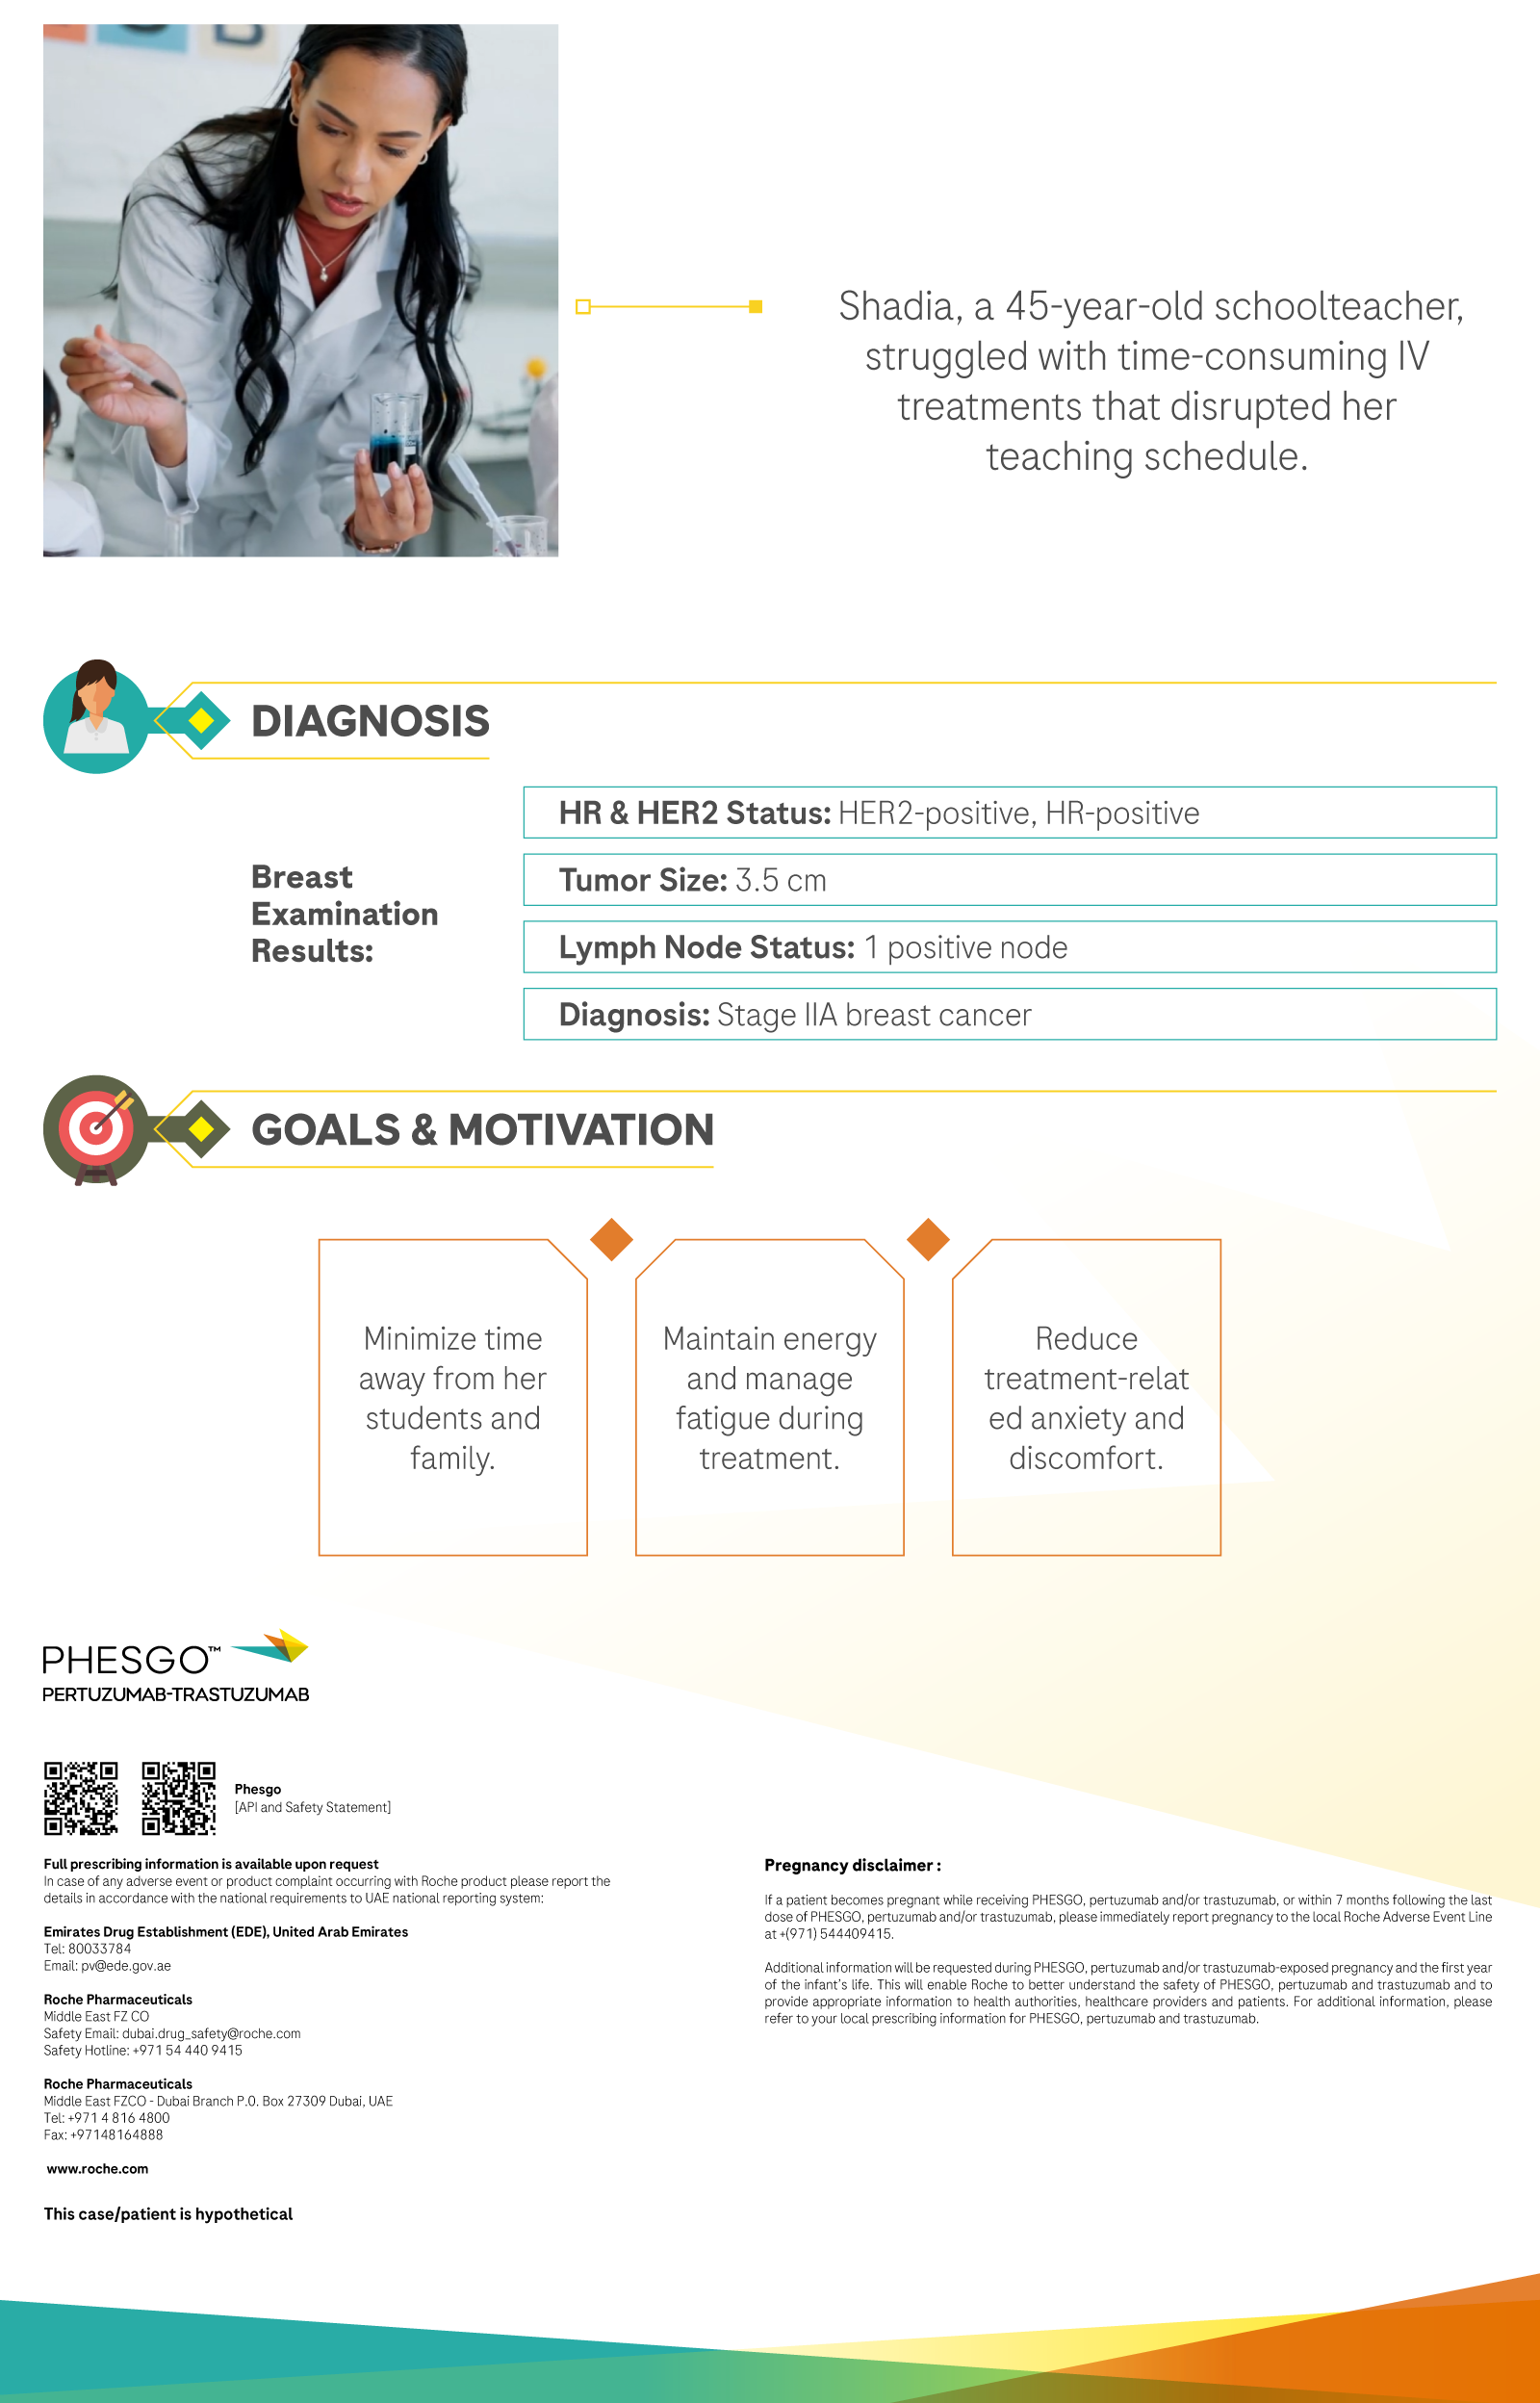 Shadia, a 45-year-old schoolteacher,
struggled with time-consuming IV
treatments that disrupted her
teaching schedule.
DIAGNOSIS
Breast
Examination
Results:
HR & HER2 Status: HER2-positive, HR-positive
Tumor Size: 3.5 cm
Lymph Node Status: 1 positive node
Diagnosis: Stage IIA breast cancer
GOALS & MOTIVATION
Minimize time
away from her
students and
family.
Maintain energy
and manage
fatigue during
treatment.
Reduce
treatment-relat
ed anxiety and
discomfort.
PHESGO™
PERTUZUMAB-TRASTUZUMAB
Phesgo
[API and Safety Statement]
Full prescribing information is available upon request
In case of any adverse event or product complaint occurring with Roche product please report the
details in accordance with the national requirements to UAE national reporting system:
Emirates Drug Establishment (EDE), United Arab Emirates
Tel: 80033784
Email: pv@ede.gov.ae
Roche Pharmaceuticals
Middle East FZ CO
Safety Email: dubai.drug_safety@roche.com
Safety Hotline: +971 54 440 9415
Roche Pharmaceuticals
Middle East FZCO - Dubai Branch P.O. Box 27309 Dubai, UAE
Tel: +971 4 816 4800
Fax: +97148164888
www.roche.com
This case/patient is hypothetical
Pregnancy disclaimer :
If a patient becomes pregnant while receiving PHESGO, pertuzumab and/or trastuzumab, or within 7 months following the last
dose of PHESGO, pertuzumab and/or trastuzumab, please immediately report pregnancy to the local Roche Adverse Event Line
at +(971) 544409415.
Additional information will be requested during PHESGO, pertuzumab and/or trastuzumab-exposed pregnancy and the first year
of the infant's life. This will enable Roche to better understand the safety of PHESGO, pertuzumab and trastuzumab and to
provide appropriate information to health authorities, healthcare providers and patients. For additional information, please
refer to your local prescribing information for PHESGO, pertuzumab and trastuzumab.